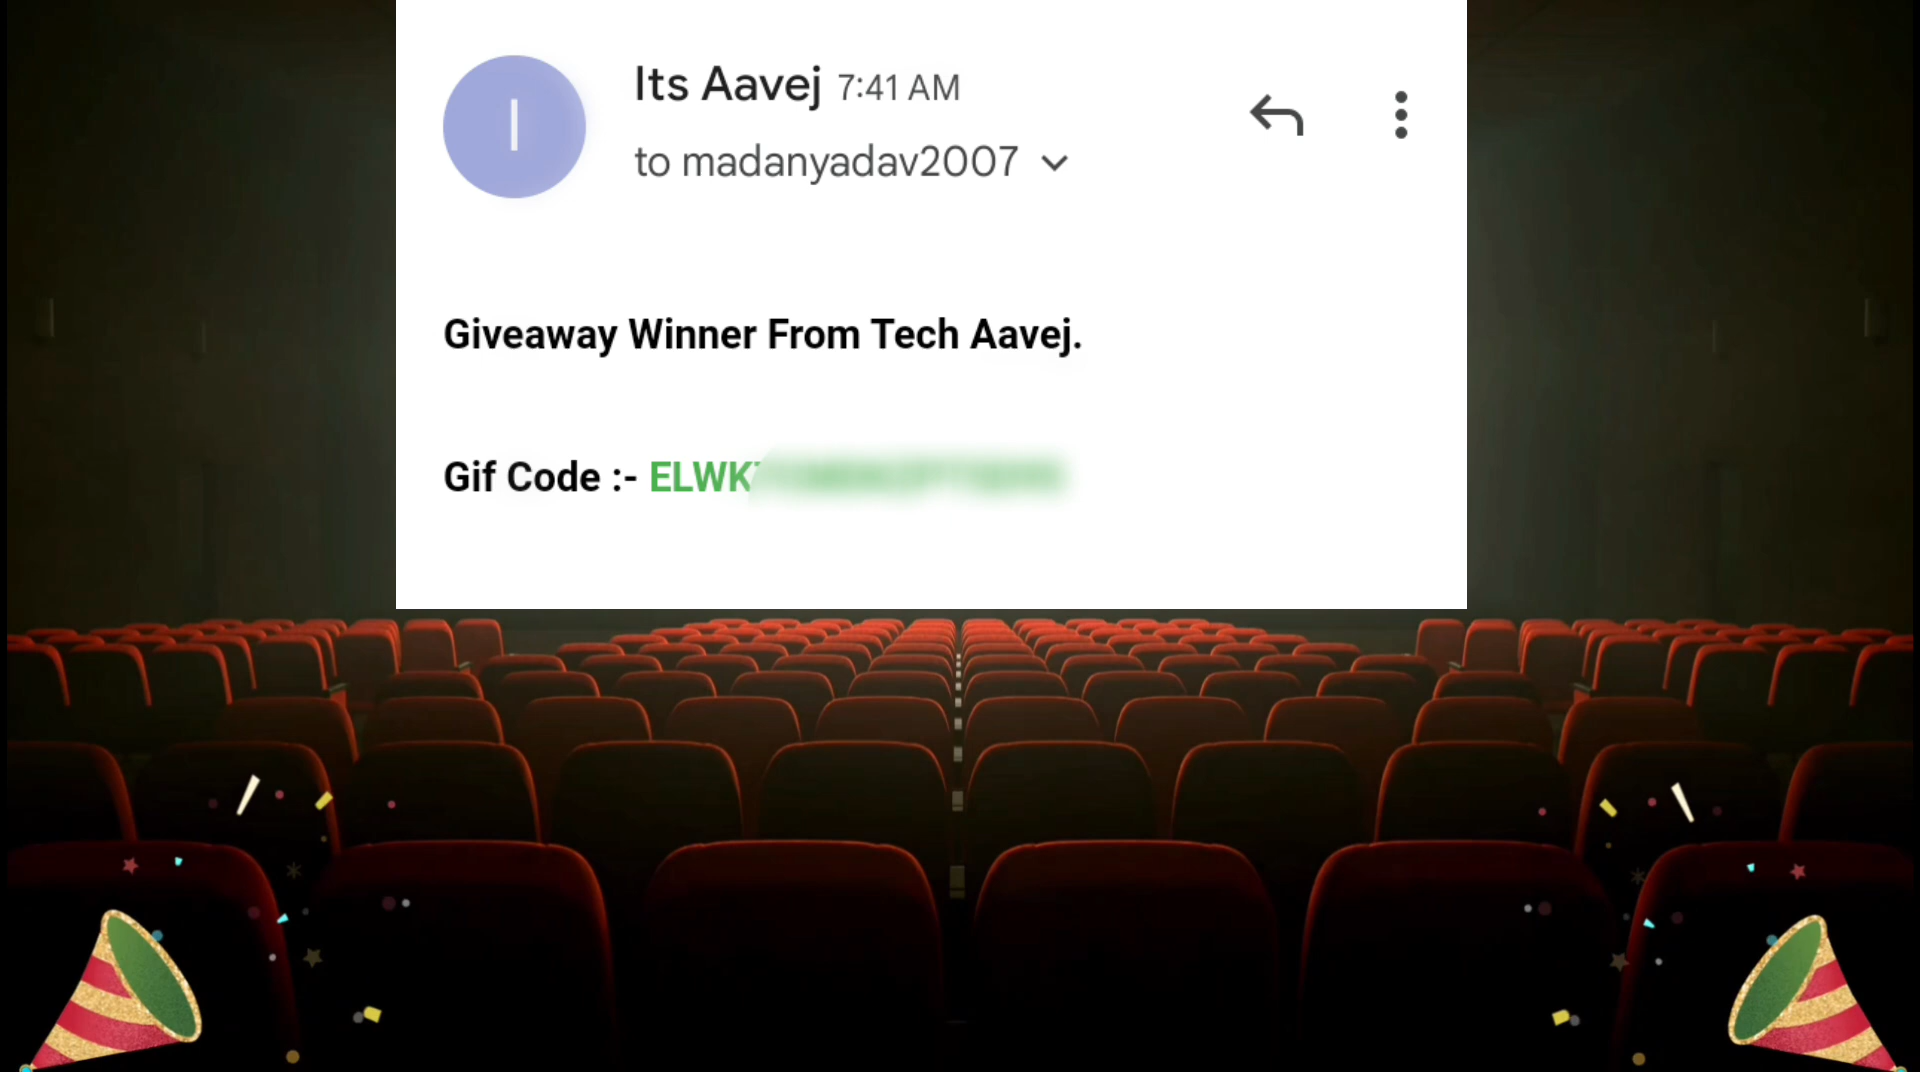 I
Its Aavej 7:41 AM
to madanyadav2007
Giveaway Winner From Tech Aavej.
Gif Code :- ELWK